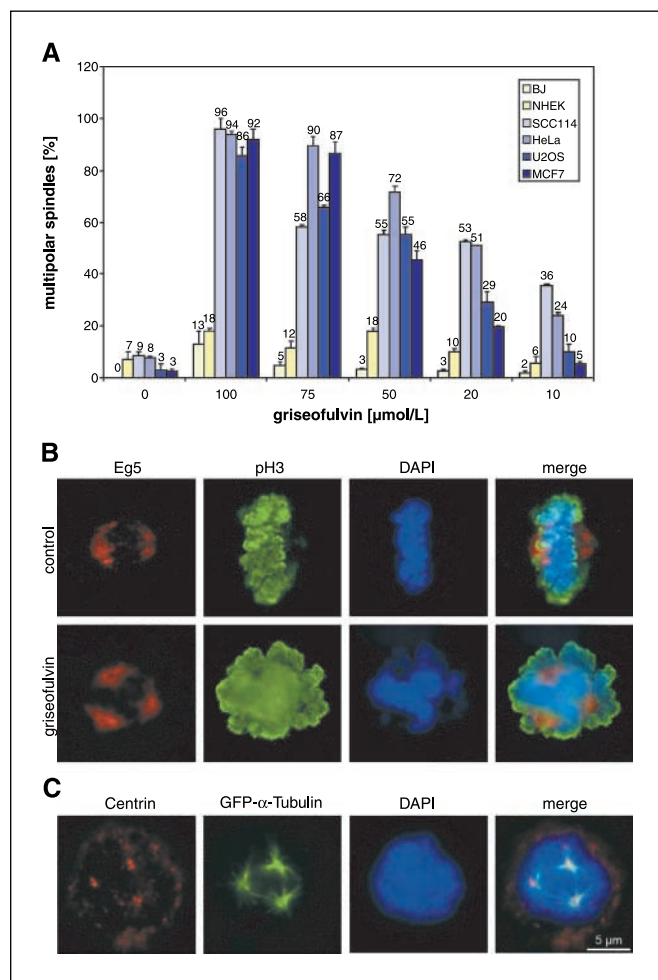 A
120
100
80
60
40
20
0
multipolar spindles [%]
BJ
NHEK
SCC114
HeLa
U2OS
MCF7
0 7 9 8 3 3
13 18 96 94 86 92
5 12 58 90 66 87
3 18 55 72 55 46
3 10 53 51 29 20
2 6 36 24 10 5
0 100 75 50 20 10
griseofulvin [µmol/L]
B
Eg5 pH3 DAPI merge
control
griseofulvin
C
Centrin GFP-α-Tubulin DAPI merge
5 µm